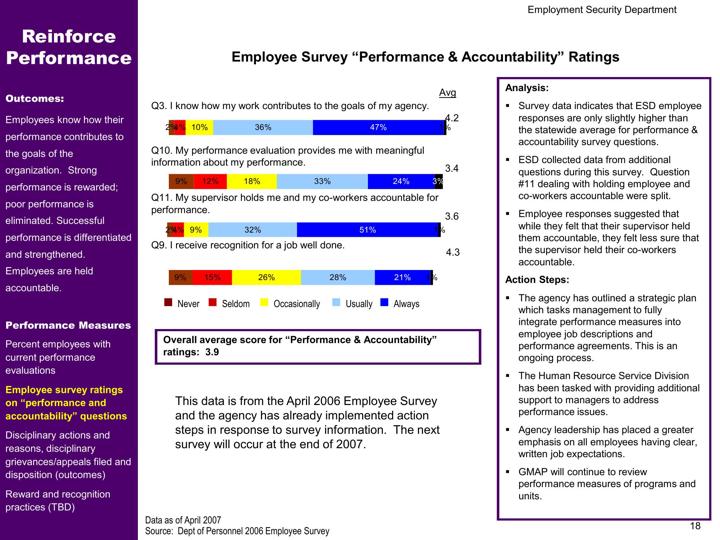 Employment Security Department
Reinforce
Performance
Outcomes:
Employees know how their
performance contributes to
the goals of the
organization.  Strong
performance is rewarded;
poor performance is
eliminated. Successful
performance is differentiated
and strengthened.
Employees are held
accountable.
Performance Measures
Percent employees with
current performance
evaluations
Employee survey ratings
on “performance and
accountability” questions
Disciplinary actions and
reasons, disciplinary
grievances/appeals filed and
disposition (outcomes)
Reward and recognition
practices (TBD)
Employee Survey “Performance & Accountability” Ratings
Avg
Q3. I know how my work contributes to the goals of my agency.
4.2
2% 4% 10% 36% 47%
Q10. My performance evaluation provides me with meaningful
information about my performance.
3.4
9% 12% 18% 33% 24% 3%
Q11. My supervisor holds me and my co-workers accountable for
performance.
3.6
2% 4% 9% 32% 51%
Q9. I receive recognition for a job well done.
4.3
9% 15% 26% 28% 21%
Never Seldom Occasionally Usually Always
Overall average score for “Performance & Accountability”
ratings:  3.9
This data is from the April 2006 Employee Survey
and the agency has already implemented action
steps in response to survey information.  The next
survey will occur at the end of 2007.
Data as of April 2007
Source:  Dept of Personnel 2006 Employee Survey
Analysis:
▪ Survey data indicates that ESD employee
responses are only slightly higher than
the statewide average for performance &
accountability survey questions.
▪ ESD collected data from additional
questions during this survey.  Question
#11 dealing with holding employee and
co-workers accountable were split.
▪ Employee responses suggested that
while they felt that their supervisor held
them accountable, they felt less sure that
the supervisor held their co-workers
accountable.
Action Steps:
▪ The agency has outlined a strategic plan
which tasks management to fully
integrate performance measures into
employee job descriptions and
performance agreements. This is an
ongoing process.
▪ The Human Resource Service Division
has been tasked with providing additional
support to managers to address
performance issues.
▪ Agency leadership has placed a greater
emphasis on all employees having clear,
written job expectations.
▪ GMAP will continue to review
performance measures of programs and
units.
18